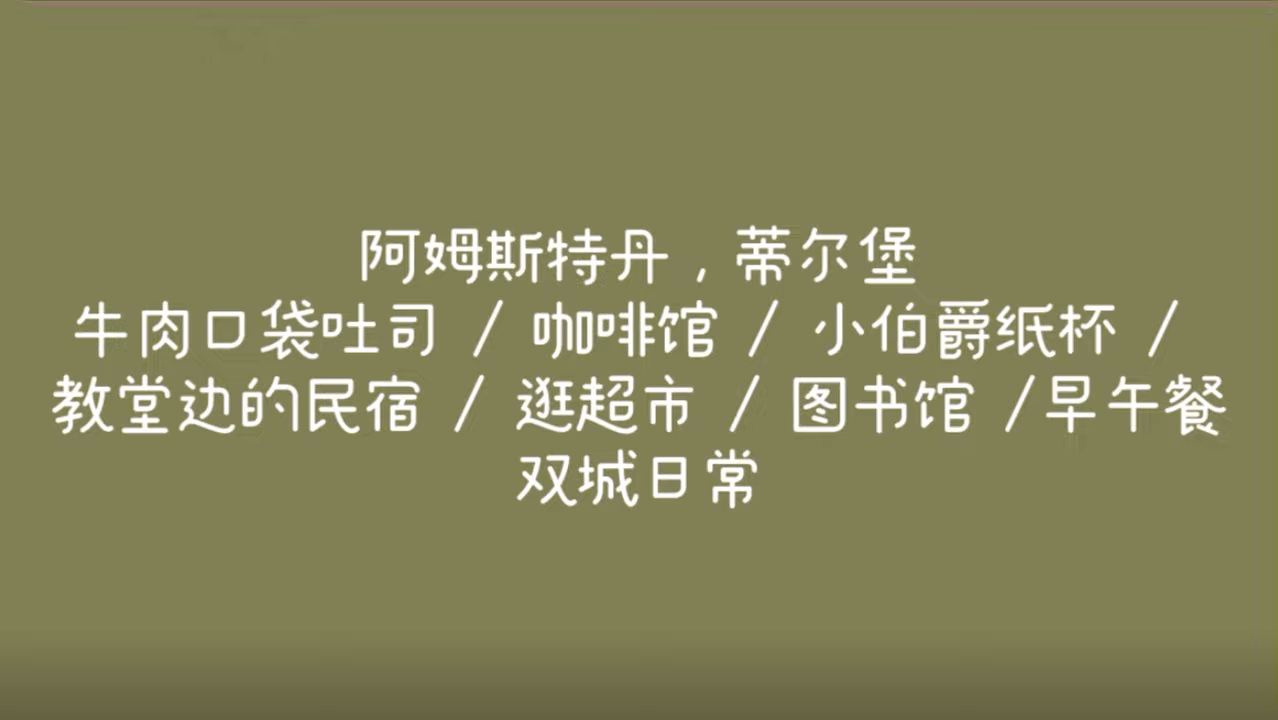 阿姆斯特丹，蒂尔堡
牛肉口袋吐司 / 咖啡馆 / 小伯爵纸杯 /
教堂边的民宿 / 逛超市 / 图书馆 /早午餐
双城日常